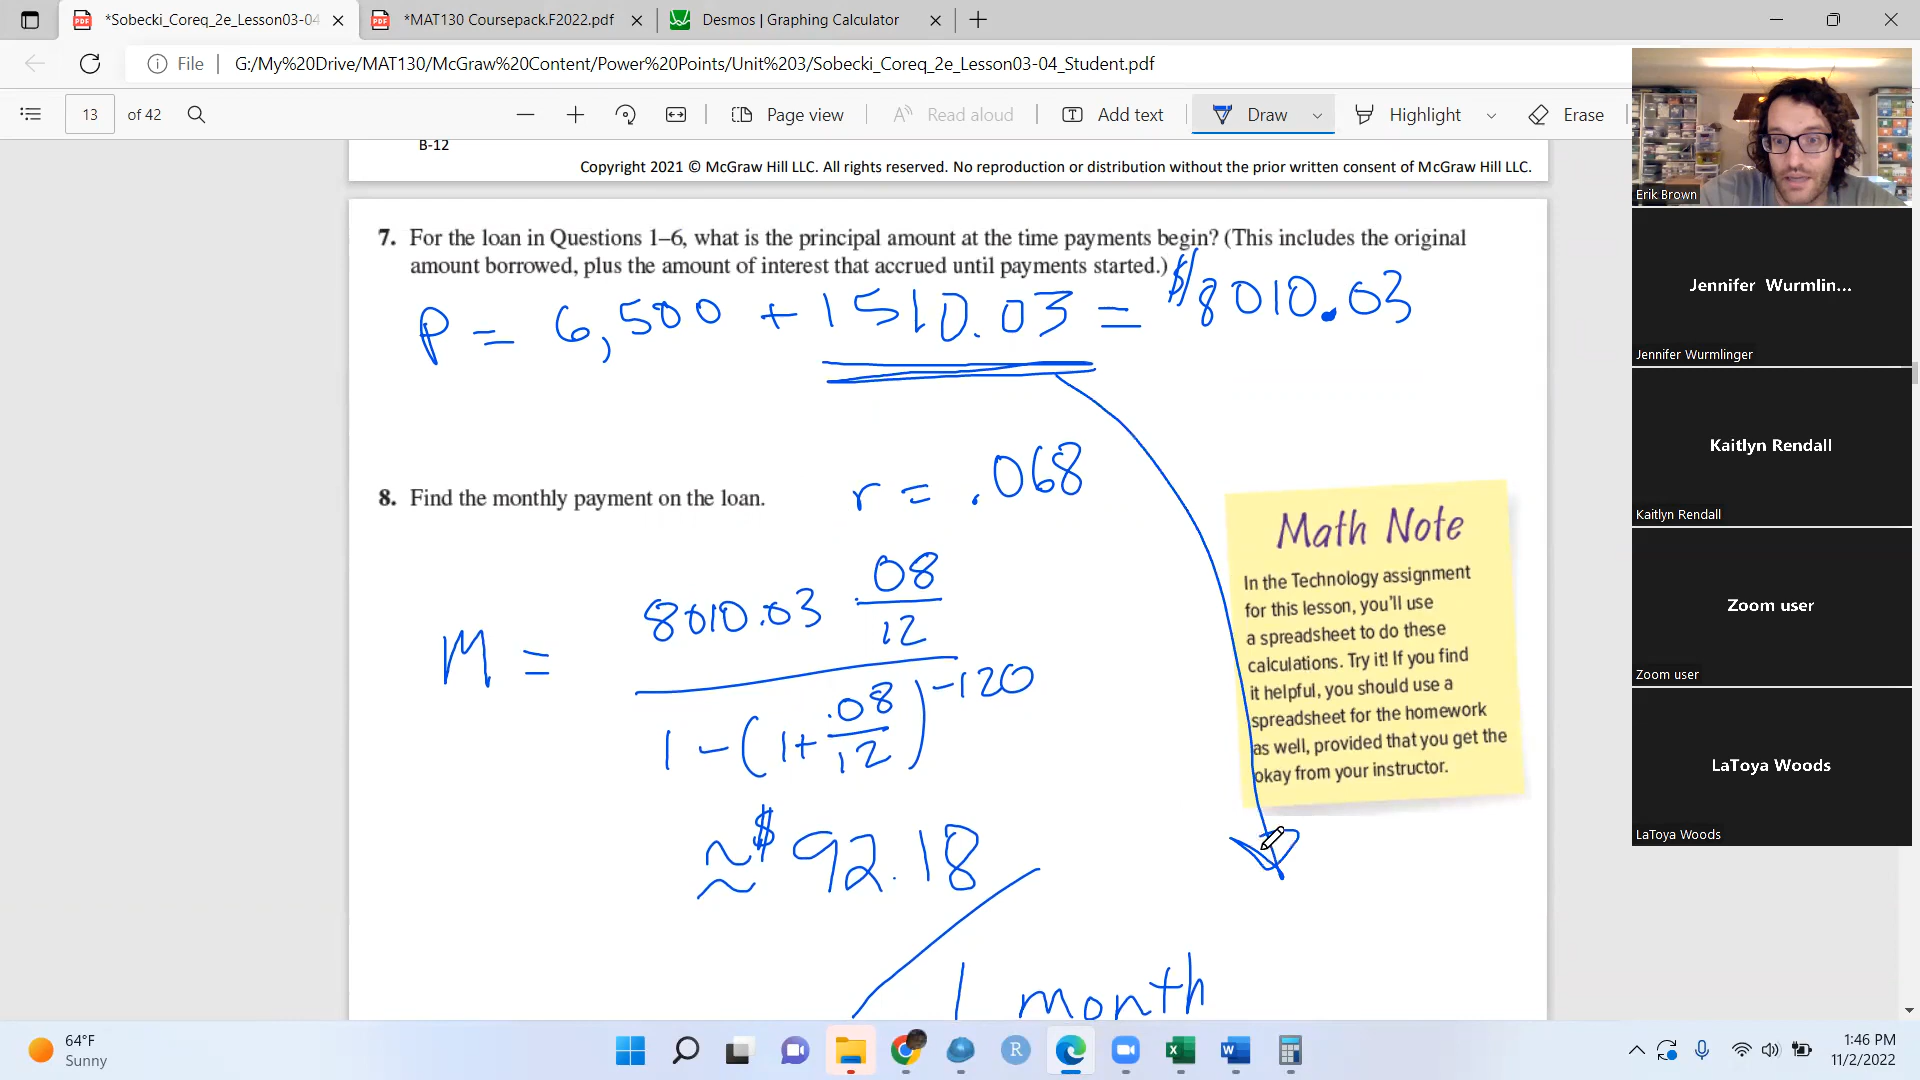 *Sobecki_Coreq_2e_Lesson03-04
*MAT130 Coursepack.F2022.pdf
Desmos | Graphing Calculator
File
G:/My%20Drive/MAT130/McGraw%20Content/Power%20Points/Unit%203/Sobecki_Coreq_2e_Lesson03-04_Student.pdf
13 of 42
Page view
Read aloud
Add text
Draw
Highlight
Erase
B-12
Copyright 2021 © McGraw Hill LLC. All rights reserved. No reproduction or distribution without the prior written consent of McGraw Hill LLC.
7. For the loan in Questions 1–6, what is the principal amount at the time payments begin? (This includes the original
amount borrowed, plus the amount of interest that accrued until payments started.)
P = 6,500 + 1510.03 = $8010.03
8. Find the monthly payment on the loan.
r = .068
8010.03 .08
12
M =
1 - (1 + .08
12
) -120
≈ $92.18
1 month
Math Note
In the Technology assignment
for this lesson, you'll use
a spreadsheet to do these
calculations. Try it! If you find
it helpful, you should use a
spreadsheet for the homework
as well, provided that you get the
okay from your instructor.
Erik Brown
Jennifer Wurmlin...
Jennifer Wurmlinger
Kaitlyn Rendall
Kaitlyn Rendall
Zoom user
Zoom user
LaToya Woods
LaToya Woods
64°F
Sunny
1:46 PM
11/2/2022